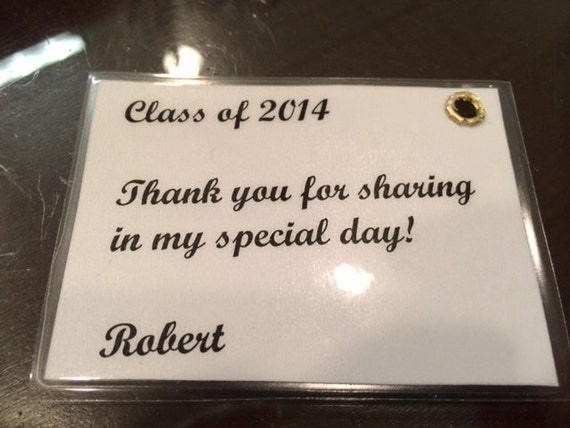 Class of 2014
Thank you for sharing
in my special day!
Robert